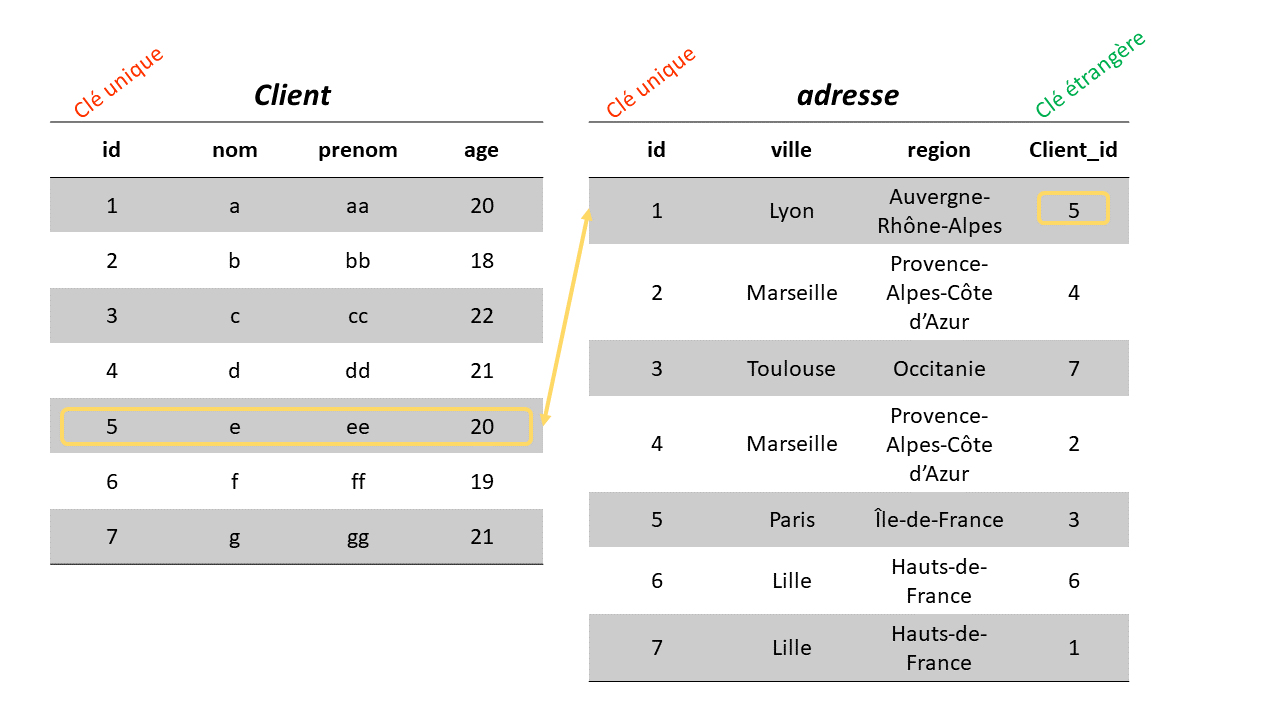 Clé unique
Client
id nom prenom age
1 a aa 20
2 b bb 18
3 c cc 22
4 d dd 21
5 e ee 20
6 f ff 19
7 g gg 21
Clé unique
adresse
Clé étrangère
id ville region Client_id
1 Lyon Auvergne-
Rhône-Alpes 5
2 Marseille Provence-
Alpes-Côte
d’Azur 4
3 Toulouse Occitanie 7
4 Marseille Provence-
Alpes-Côte
d’Azur 2
5 Paris Île-de-France 3
6 Lille Hauts-de-
France 6
7 Lille Hauts-de-
France 1